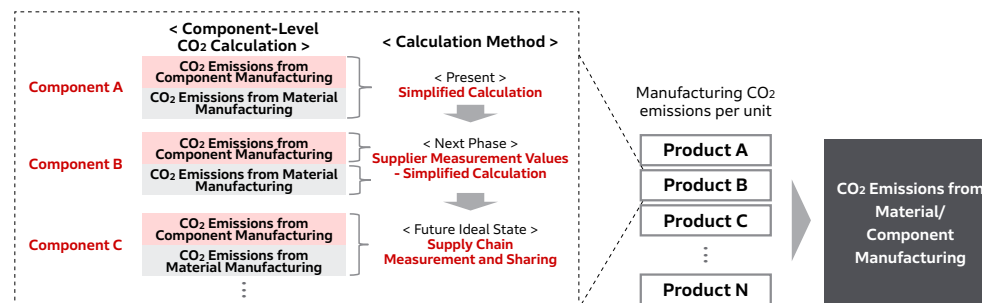 < Component-Level
CO₂ Calculation >
< Calculation Method >
Component A
CO₂ Emissions from
Component Manufacturing
CO₂ Emissions from Material
Manufacturing
< Present >
Simplified Calculation
Component B
CO₂ Emissions from
Component Manufacturing
CO₂ Emissions from Material
Manufacturing
< Next Phase >
Supplier Measurement Values
- Simplified Calculation
Component C
CO₂ Emissions from
Component Manufacturing
CO₂ Emissions from
Material Manufacturing
< Future Ideal State >
Supply Chain
Measurement and Sharing
Manufacturing CO₂
emissions per unit
Product A
Product B
Product C
Product N
CO₂ Emissions from
Material/
Component
Manufacturing